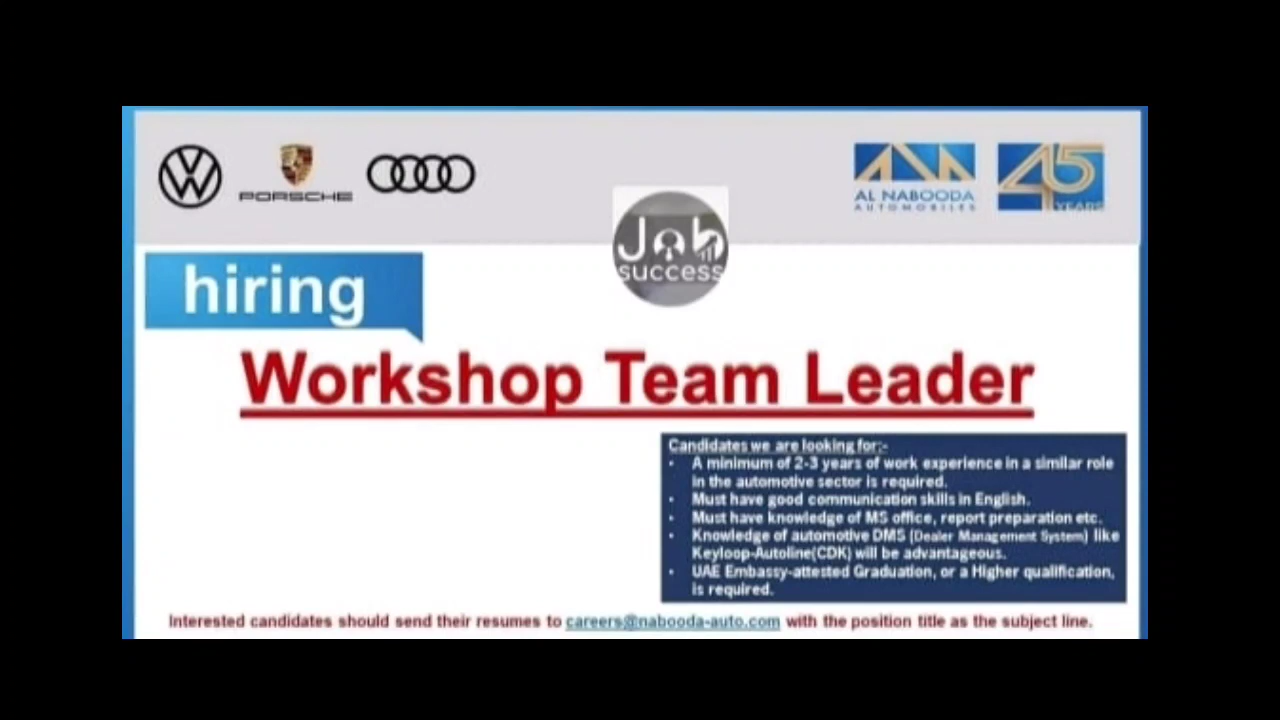 PORSCHE
AL NABOODA
AUTOMOBILES
45
YEARS
Job
success
hiring
Workshop Team Leader
Candidates we are looking for:-
• A minimum of 2-3 years of work experience in a similar role
in the automotive sector is required.
• Must have good communication skills in English.
• Must have knowledge of MS office, report preparation etc.
• Knowledge of automotive DMS (Dealer Management System) like
Keyloop-Autoline(CDK) will be advantageous.
• UAE Embassy-attested Graduation, or a Higher qualification,
is required.
Interested candidates should send their resumes to careers@nabooda-auto.com with the position title as the subject line.